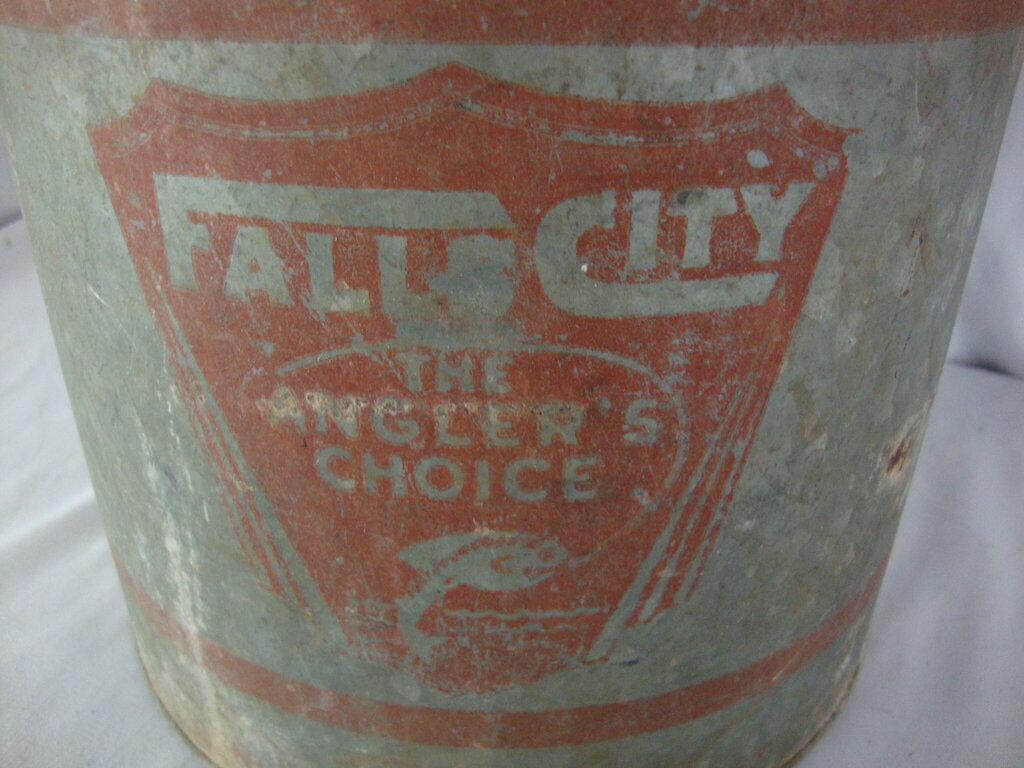 FALLS CITY
THE
ANGLER'S
CHOICE